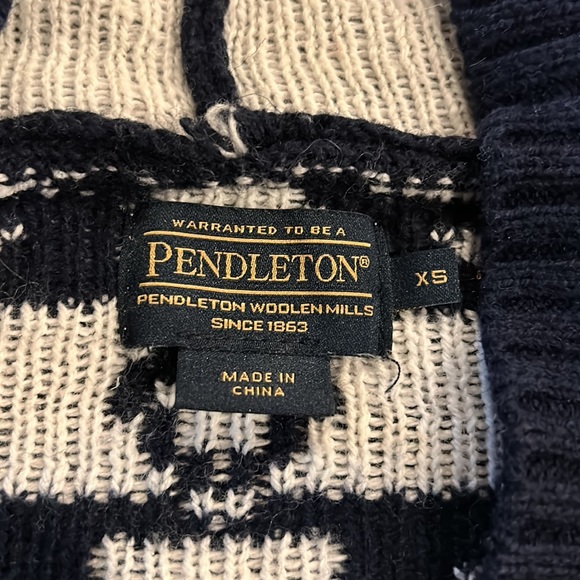 WARRANTED TO BE A
PENDLETON®
PENDLETON WOOLEN MILLS
SINCE 1863
XS
MADE IN
CHINA